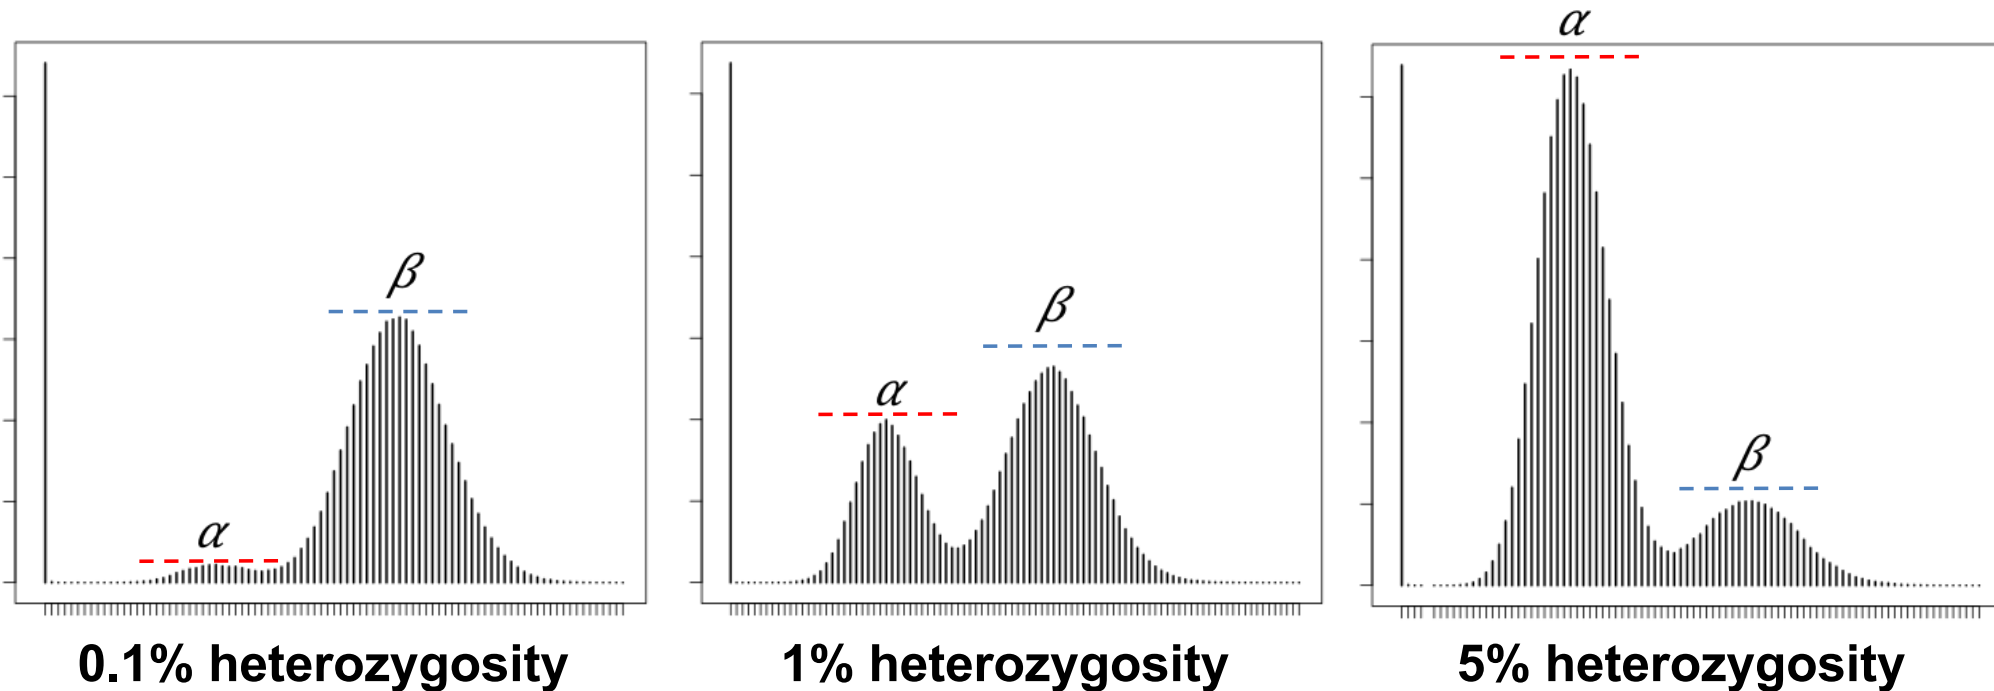 α
β
α
β
α
β
0.1% heterozygosity
1% heterozygosity
5% heterozygosity